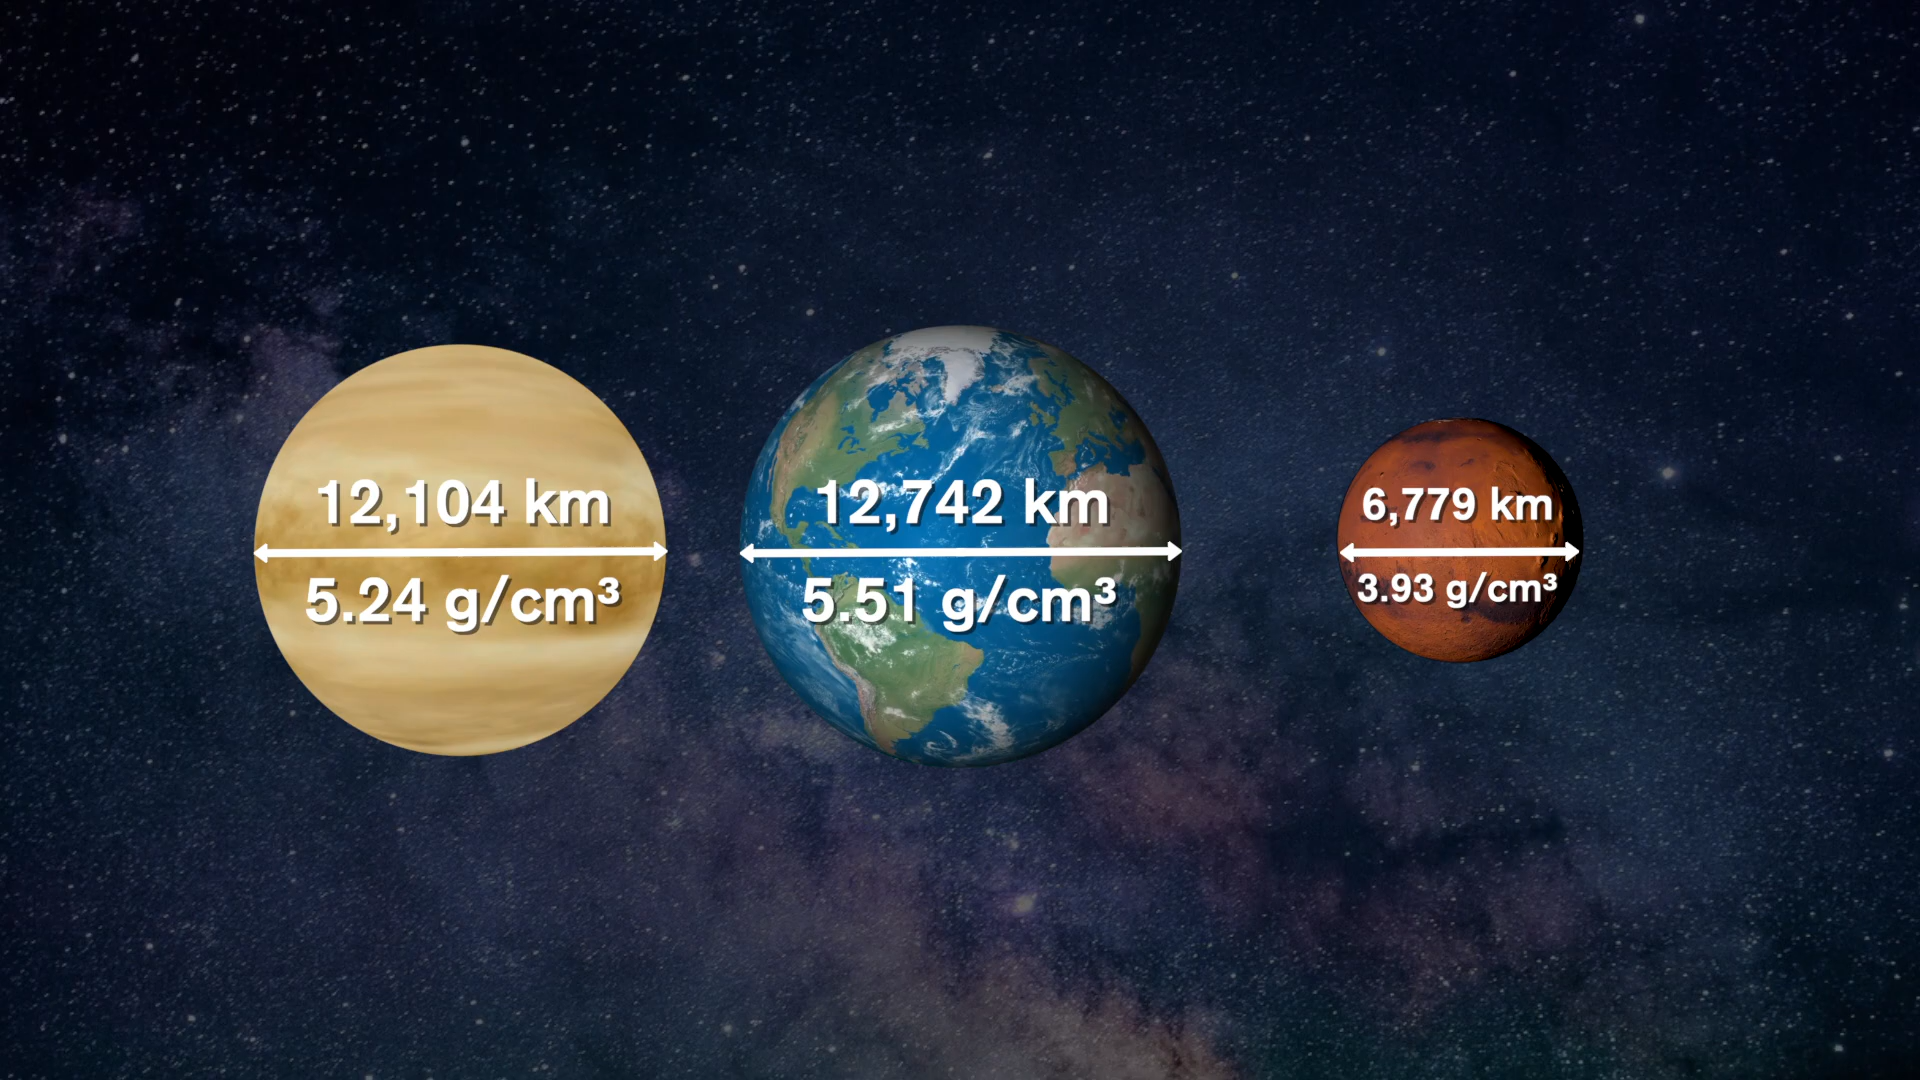 12,104 km
5.24 g/cm³
12,742 km
5.51 g/cm³
6,779 km
3.93 g/cm³